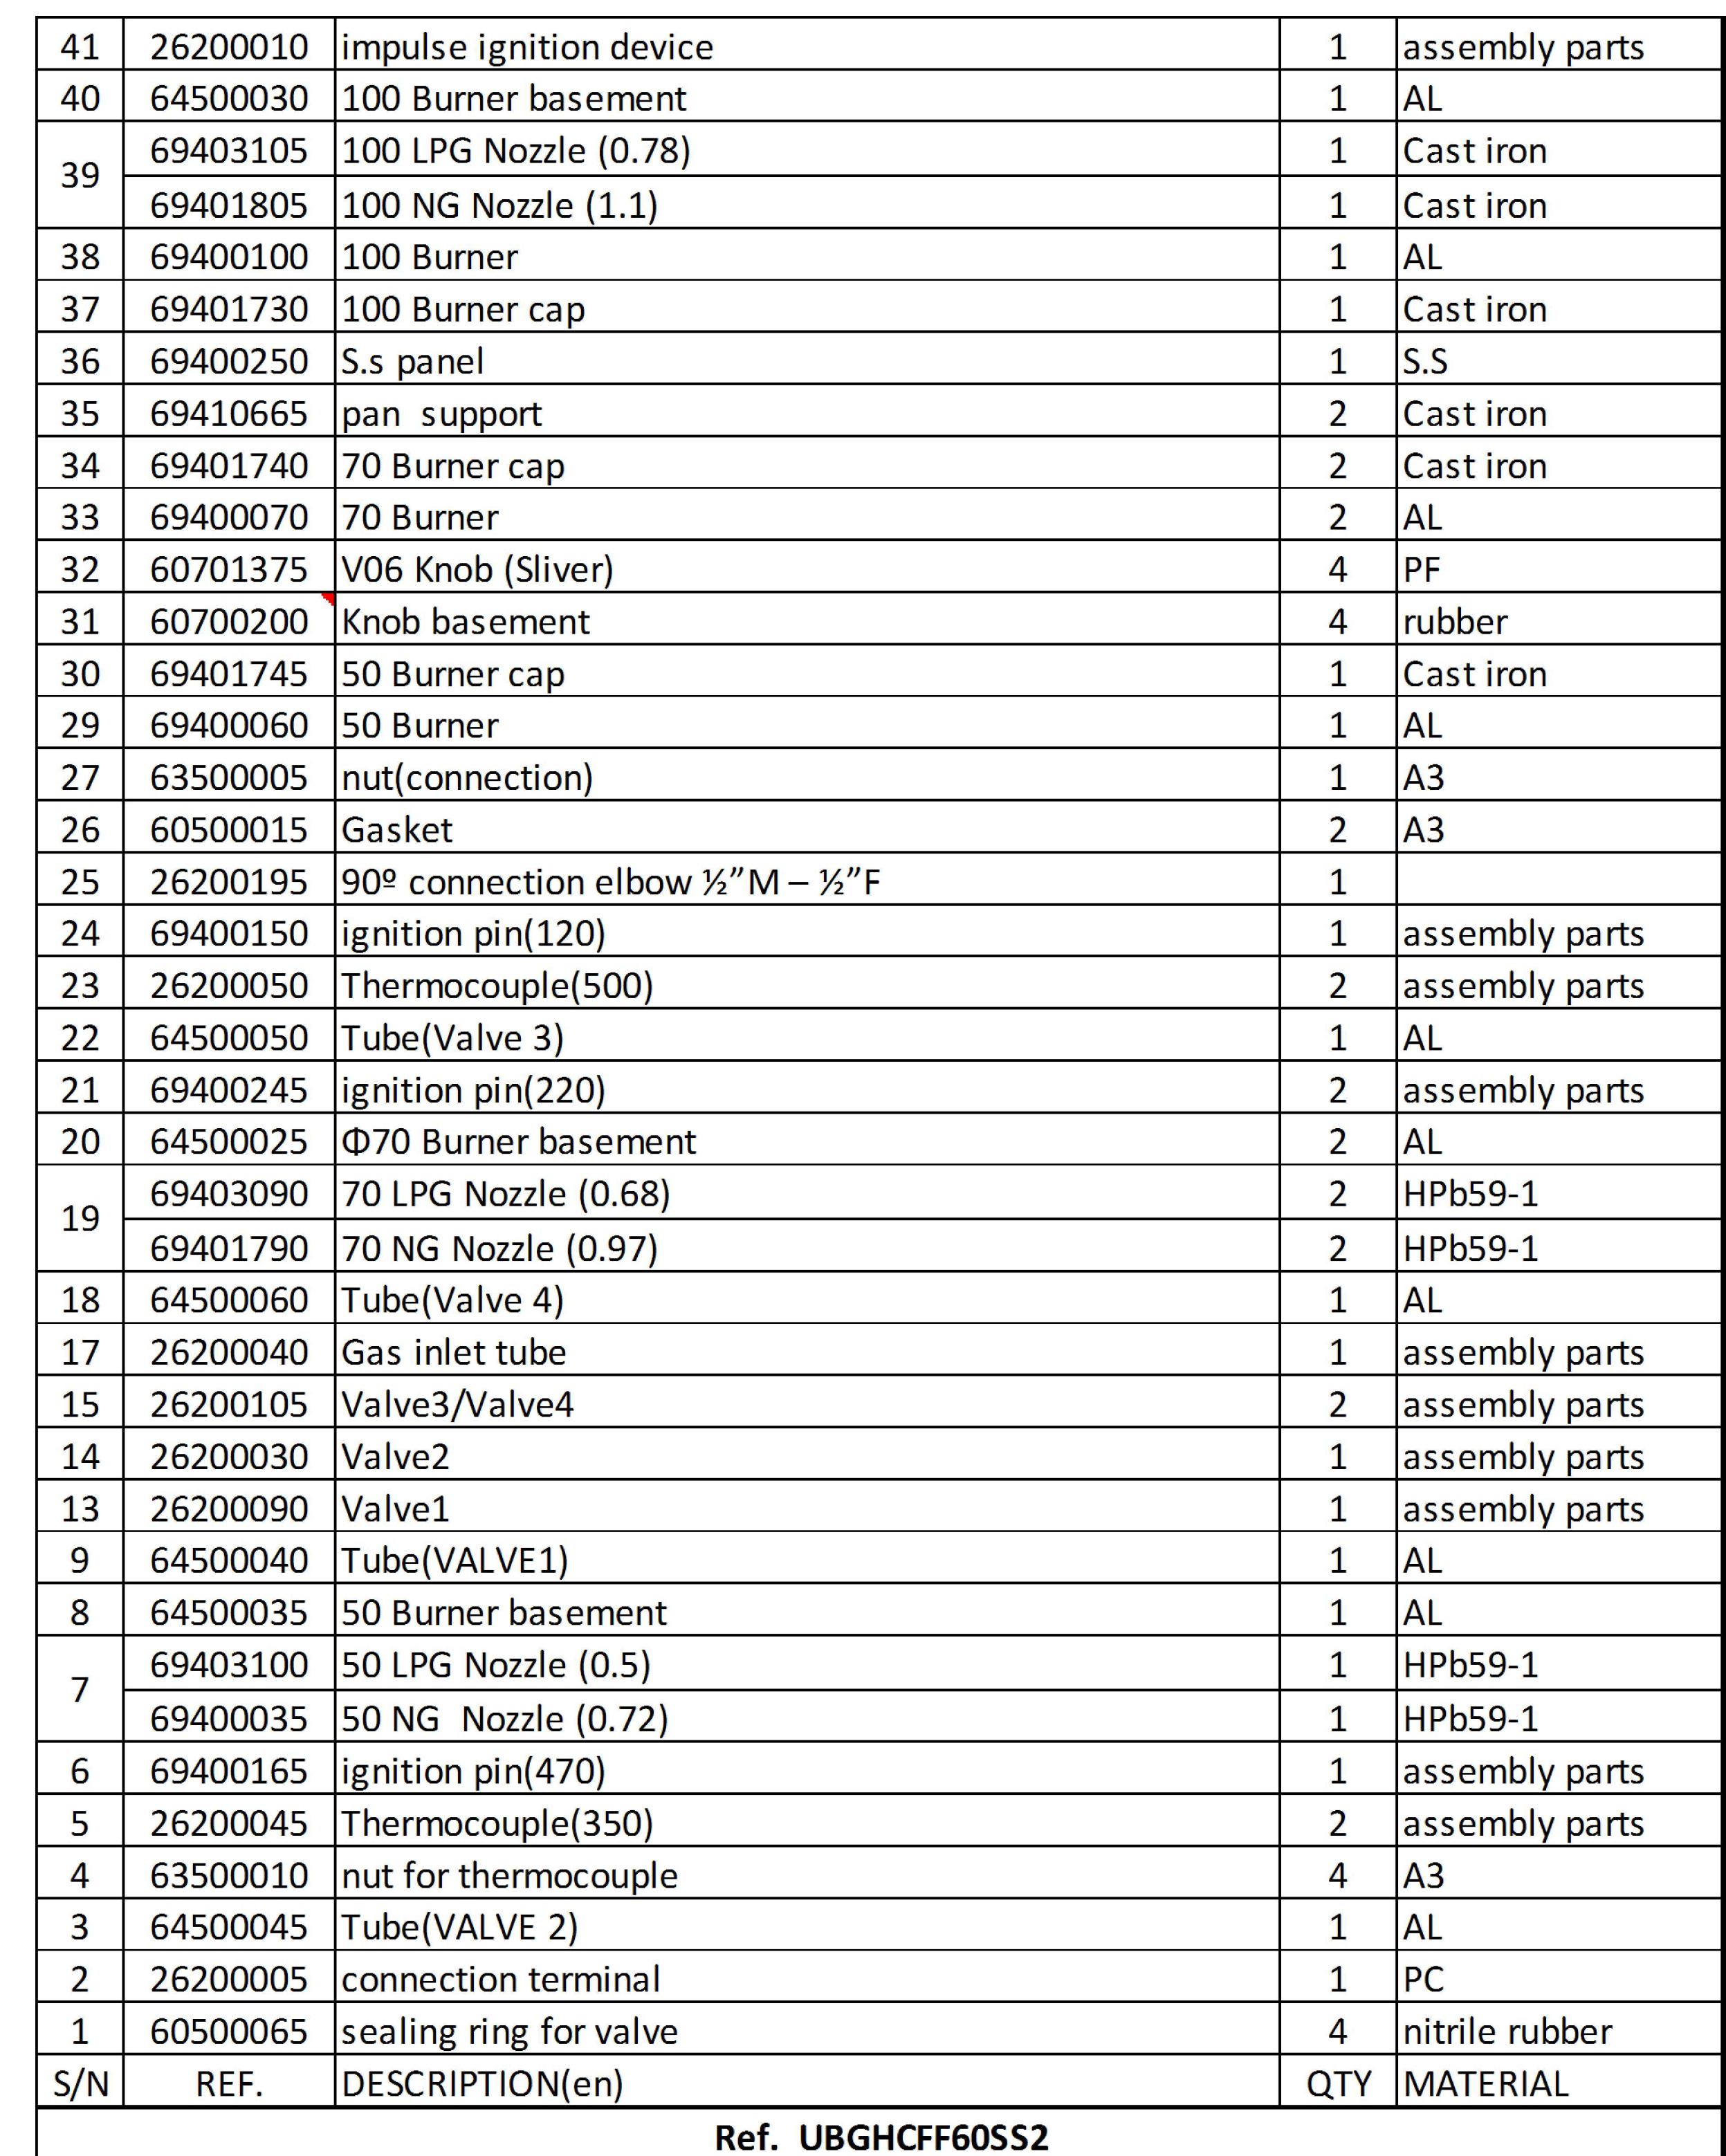 41 26200010 impulse ignition device 1 assembly parts
40 64500030 100 Burner basement 1 AL
39 69403105 100 LPG Nozzle (0.78) 1 Cast iron
69401805 100 NG Nozzle (1.1) 1 Cast iron
38 69400100 100 Burner 1 AL
37 69401730 100 Burner cap 1 Cast iron
36 69400250 S.s panel 1 S.S
35 69410665 pan  support 2 Cast iron
34 69401740 70 Burner cap 2 Cast iron
33 69400070 70 Burner 2 AL
32 60701375 V06 Knob (Sliver) 4 PF
31 60700200 Knob basement 4 rubber
30 69401745 50 Burner cap 1 Cast iron
29 69400060 50 Burner 1 AL
27 63500005 nut(connection) 1 A3
26 60500015 Gasket 2 A3
25 26200195 90º connection elbow ½”M – ½”F 1
24 69400150 ignition pin(120) 1 assembly parts
23 26200050 Thermocouple(500) 2 assembly parts
22 64500050 Tube(Valve 3) 1 AL
21 69400245 ignition pin(220) 2 assembly parts
20 64500025 Φ70 Burner basement 2 AL
19 69403090 70 LPG Nozzle (0.68) 2 HPb59-1
69401790 70 NG Nozzle (0.97) 2 HPb59-1
18 64500060 Tube(Valve 4) 1 AL
17 26200040 Gas inlet tube 1 assembly parts
15 26200105 Valve3/Valve4 2 assembly parts
14 26200030 Valve2 1 assembly parts
13 26200090 Valve1 1 assembly parts
9 64500040 Tube(VALVE1) 1 AL
8 64500035 50 Burner basement 1 AL
7 69403100 50 LPG Nozzle (0.5) 1 HPb59-1
69400035 50 NG  Nozzle (0.72) 1 HPb59-1
6 69400165 ignition pin(470) 1 assembly parts
5 26200045 Thermocouple(350) 2 assembly parts
4 63500010 nut for thermocouple 4 A3
3 64500045 Tube(VALVE 2) 1 AL
2 26200005 connection terminal 1 PC
1 60500065 sealing ring for valve 4 nitrile rubber
S/N REF. DESCRIPTION(en) QTY MATERIAL
Ref.  UBGHCFF60SS2